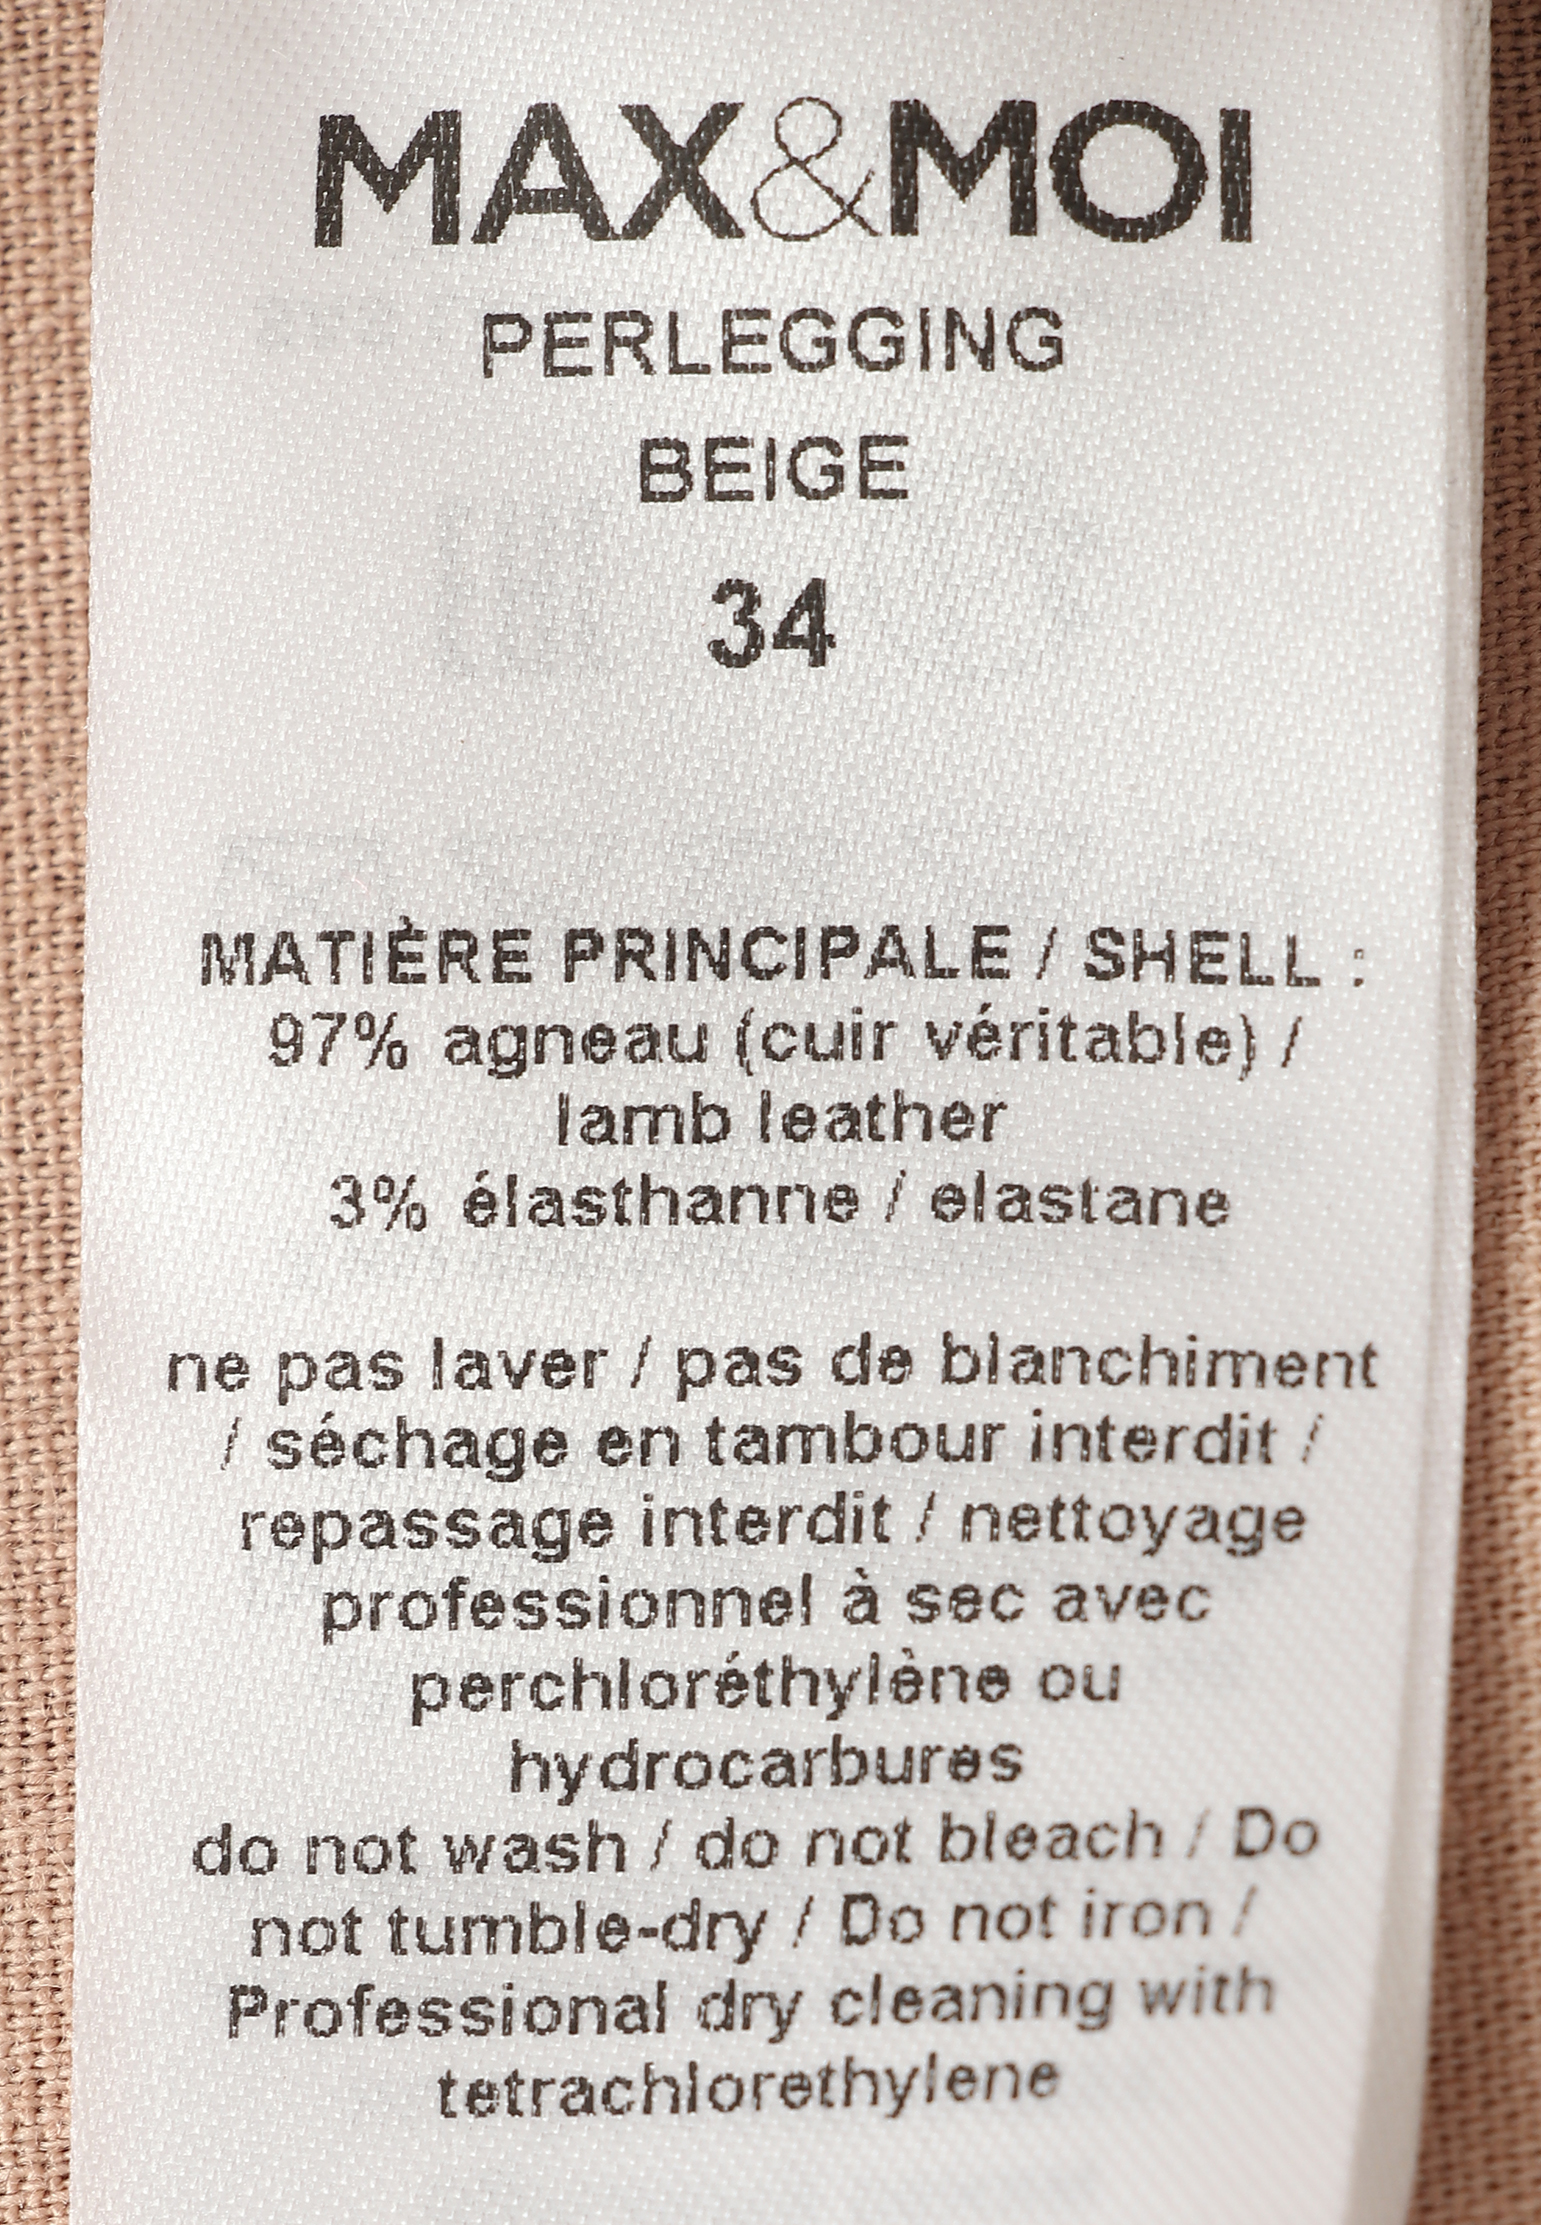 MAX&MOI
PERLEGGING
BEIGE
34
MATIÈRE PRINCIPALE / SHELL :
97% agneau (cuir véritable) /
lamb leather
3% élasthanne / elastane
ne pas laver / pas de blanchiment
/ séchage en tambour interdit /
repassage interdit / nettoyage
professionnel à sec avec
perchloréthylène ou
hydrocarbures
do not wash / do not bleach / Do
not tumble-dry / Do not iron /
Professional dry cleaning with
tetrachlorethylene